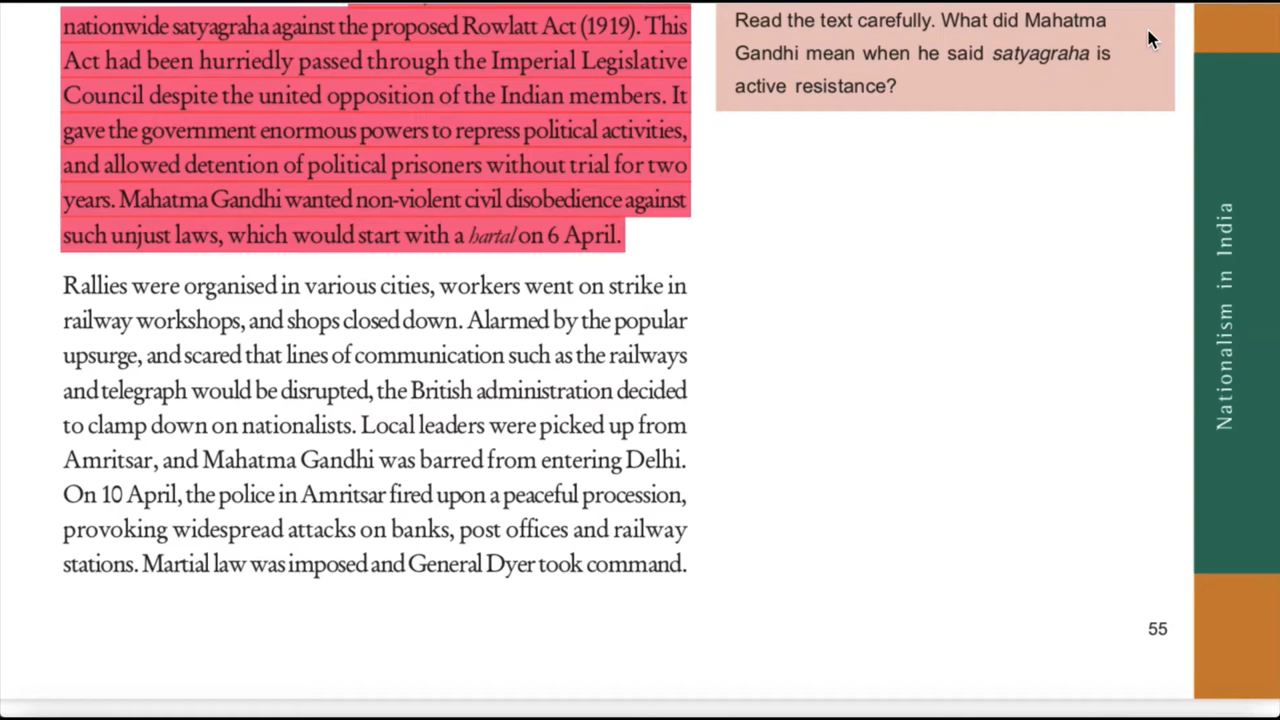 nationwide satyagraha against the proposed Rowlatt Act (1919). This
Act had been hurriedly passed through the Imperial Legislative
Council despite the united opposition of the Indian members. It
gave the government enormous powers to repress political activities,
and allowed detention of political prisoners without trial for two
years. Mahatma Gandhi wanted non-violent civil disobedience against
such unjust laws, which would start with a hartal on 6 April.
Rallies were organised in various cities, workers went on strike in
railway workshops, and shops closed down. Alarmed by the popular
upsurge, and scared that lines of communication such as the railways
and telegraph would be disrupted, the British administration decided
to clamp down on nationalists. Local leaders were picked up from
Amritsar, and Mahatma Gandhi was barred from entering Delhi.
On 10 April, the police in Amritsar fired upon a peaceful procession,
provoking widespread attacks on banks, post offices and railway
stations. Martial law was imposed and General Dyer took command.
Read the text carefully. What did Mahatma
Gandhi mean when he said satyagraha is
active resistance?
Nationalism in India
55